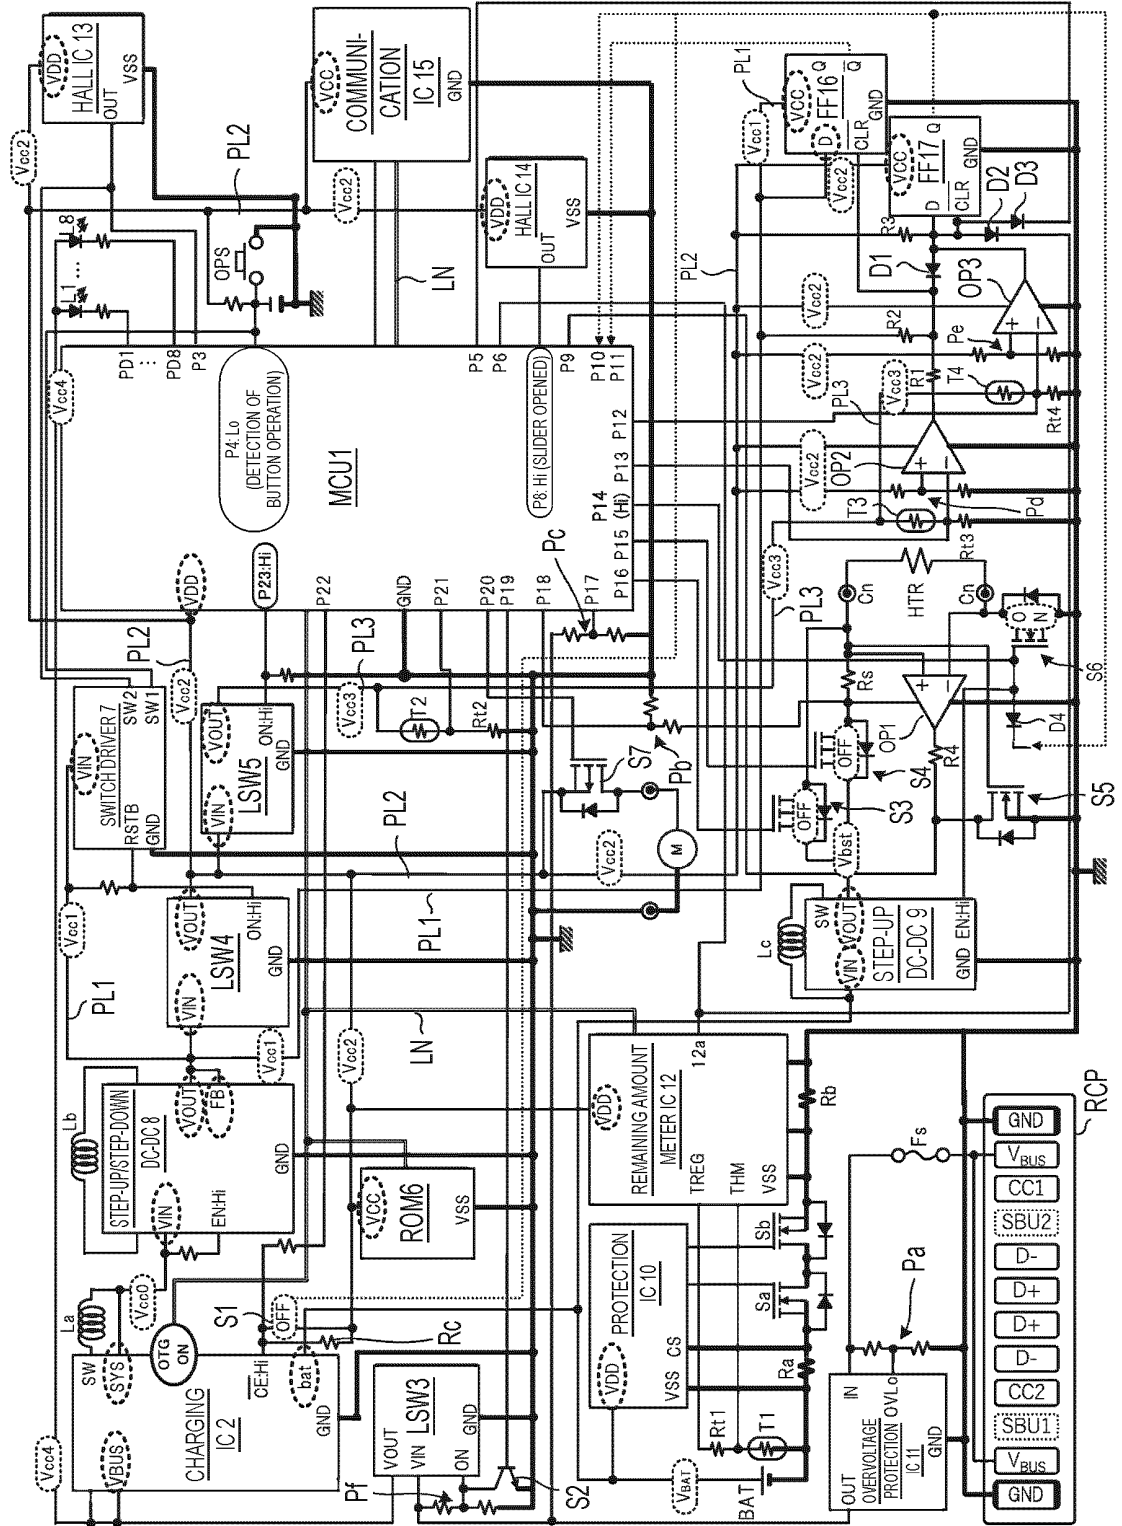 HALL IC 13
VDD
VSS
OUT
Vcc2
PL2
L8
L1
...
OPS
COMMUNI-
CATION
IC 15
VCC
GND
Vcc2
LN
VDD
HALL IC 14
VSS
OUT
Vcc4
PD1
:
PD8
P3
P4: Lo
(DETECTION OF
BUTTON OPERATION)
MCU1
P8: Hi (SLIDER OPENED)
P5
P6
P9
P10
P11
P12
P13
P14
(Hi)
P15
P16
VDD
P23:Hi
P22
GND
P21
P20
P19
P18
P17
Pc
PL1
Vcc1
VCC
FF16
D
Q
Q
CLR
GND
Vcc2
VCC
FF17
D
Q
CLR
GND
PL2
R3
D1
D2
D3
Vcc2
R2
OP3
Pe
Vcc2
R1
T4
Rt4
Vcc3
PL3
Vcc2
OP2
Pd
T3
Rt3
Vcc3
PL3
HTR
Cn
Cn
Rs
OP1
R4
ON
S6
D4
S5
S4
OFF
S3
OFF
Vbst
SWITCH DRIVER 7
VIN
SW2
SW1
RSTB
GND
PL2
Vcc2
VOUT
LSW5
VIN
ON:Hi
GND
PL3
Vcc3
T2
Rt2
S7
Pb
M
Vcc2
PL2
PL1
Vcc1
PL1
VOUT
LSW4
VIN
ON:Hi
GND
Vcc1
LN
Vcc2
Lb
STEP-UP/STEP-DOWN
DC-DC 8
VOUT
FB
VIN
EN:Hi
GND
VCC
ROM6
VSS
Lc
SW
VOUT
VIN
STEP-UP
DC-DC 9
GND
EN:Hi
VDD
REMAINING AMOUNT
METER IC 12
12a
TREG
THM
VSS
Rb
Sb
PROTECTION
IC 10
VDD
VSS
CS
Sa
Ra
Rt1
T1
VBAT
BAT
La
Vcc0
SW
SYS
OTG
ON
CE:Hi
bat
GND
CHARGING
IC 2
VBUS
Vcc4
S1
OFF
Rc
LSW3
VOUT
VIN
ON
GND
Pf
S2
IN
OVLo
OUT
OVERVOLTAGE
PROTECTION
IC 11
GND
Pa
Fs
RCP
GND
VBUS
CC1
SBU2
D-
D+
D+
D-
CC2
SBU1
VBUS
GND